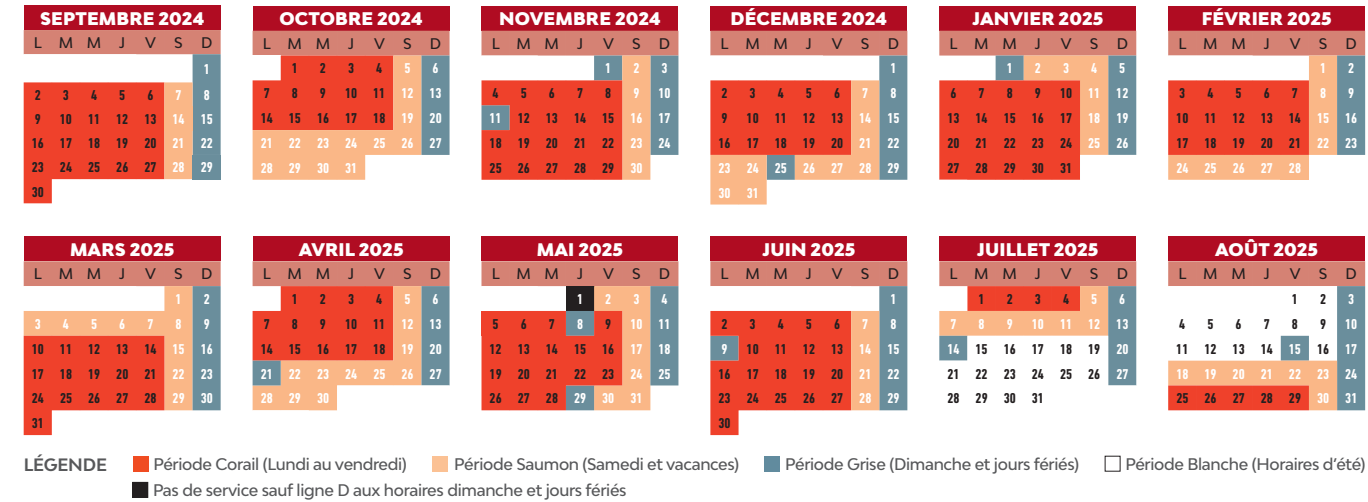 SEPTEMBRE 2024
L M M J V S D
1
2 3 4 5 6 7 8
9 10 11 12 13 14 15
16 17 18 19 20 21 22
23 24 25 26 27 28 29
30
OCTOBRE 2024
L M M J V S D
1 2 3 4 5 6
7 8 9 10 11 12 13
14 15 16 17 18 19 20
21 22 23 24 25 26 27
28 29 30 31
NOVEMBRE 2024
L M M J V S D
1 2 3
4 5 6 7 8 9 10
11 12 13 14 15 16 17
18 19 20 21 22 23 24
25 26 27 28 29 30
DÉCEMBRE 2024
L M M J V S D
1
2 3 4 5 6 7 8
9 10 11 12 13 14 15
16 17 18 19 20 21 22
23 24 25 26 27 28 29
30 31
JANVIER 2025
L M M J V S D
1 2 3 4 5
6 7 8 9 10 11 12
13 14 15 16 17 18 19
20 21 22 23 24 25 26
27 28 29 30 31
FÉVRIER 2025
L M M J V S D
1 2
3 4 5 6 7 8 9
10 11 12 13 14 15 16
17 18 19 20 21 22 23
24 25 26 27 28
MARS 2025
L M M J V S D
1 2
3 4 5 6 7 8 9
10 11 12 13 14 15 16
17 18 19 20 21 22 23
24 25 26 27 28 29 30
31
AVRIL 2025
L M M J V S D
1 2 3 4 5 6
7 8 9 10 11 12 13
14 15 16 17 18 19 20
21 22 23 24 25 26 27
28 29 30
MAI 2025
L M M J V S D
1 2 3 4
5 6 7 8 9 10 11
12 13 14 15 16 17 18
19 20 21 22 23 24 25
26 27 28 29 30 31
JUIN 2025
L M M J V S D
1
2 3 4 5 6 7 8
9 10 11 12 13 14 15
16 17 18 19 20 21 22
23 24 25 26 27 28 29
30
JUILLET 2025
L M M J V S D
1 2 3 4 5 6
7 8 9 10 11 12 13
14 15 16 17 18 19 20
21 22 23 24 25 26 27
28 29 30 31
AOÛT 2025
L M M J V S D
1 2 3
4 5 6 7 8 9 10
11 12 13 14 15 16 17
18 19 20 21 22 23 24
25 26 27 28 29 30 31
LÉGENDE Période Corail (Lundi au vendredi) Période Saumon (Samedi et vacances) Période Grise (Dimanche et jours fériés) Période Blanche (Horaires d'été)
Pas de service sauf ligne D aux horaires dimanche et jours fériés